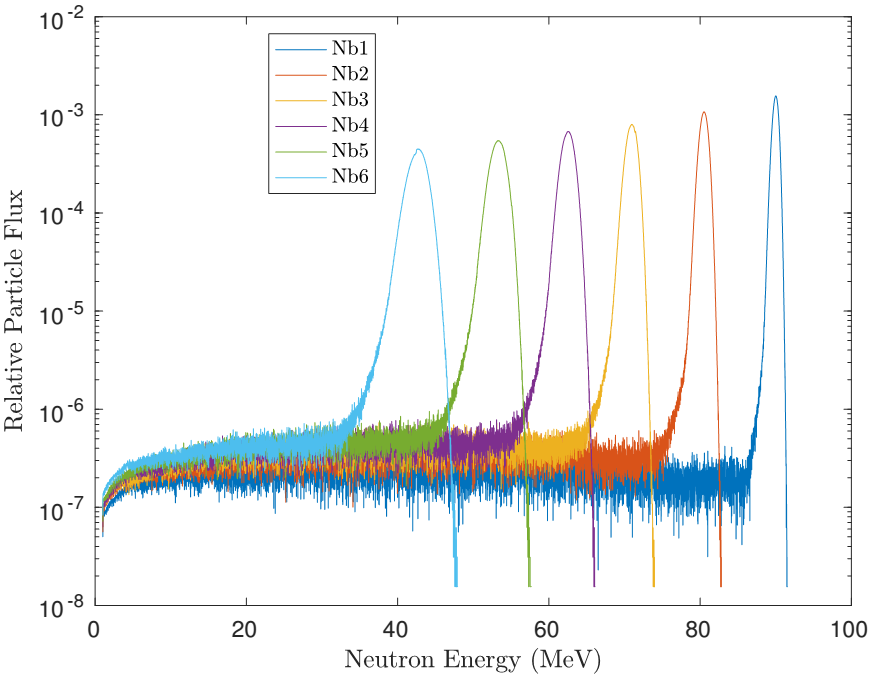 10-2
10-3
10-4
10-5
10-6
10-7
10-8
Relative Particle Flux
Nb1
Nb2
Nb3
Nb4
Nb5
Nb6
0 20 40 60 80 100
Neutron Energy (MeV)